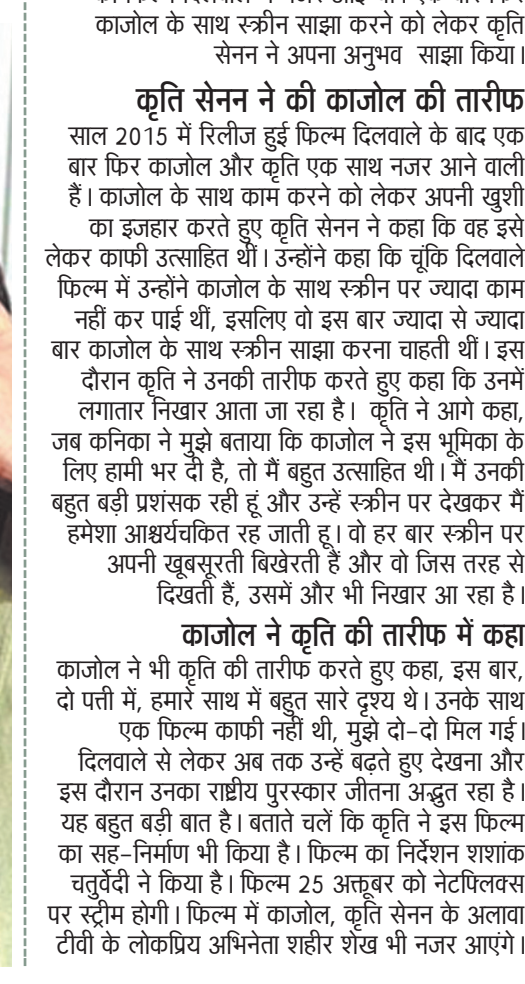 काजोल के साथ स्क्रीन साझा करने को लेकर कृति
सेनन ने अपना अनुभव साझा किया।
कृति सेनन ने की काजोल की तारीफ
साल 2015 में रिलीज हुई फिल्म दिलवाले के बाद एक
बार फिर काजोल और कृति एक साथ नजर आने वाली
हैं। काजोल के साथ काम करने को लेकर अपनी खुशी
का इजहार करते हुए कृति सेनन ने कहा कि वह इसे
लेकर काफी उत्साहित थीं। उन्होंने कहा कि चूंकि दिलवाले
फिल्म में उन्होंने काजोल के साथ स्क्रीन पर ज्यादा काम
नहीं कर पाई थीं, इसलिए वो इस बार ज्यादा से ज्यादा
बार काजोल के साथ स्क्रीन साझा करना चाहती थीं। इस
दौरान कृति ने उनकी तारीफ करते हुए कहा कि उनमें
लगातार निखार आता जा रहा है। कृति ने आगे कहा,
जब कनिका ने मुझे बताया कि काजोल ने इस भूमिका के
लिए हामी भर दी है, तो मैं बहुत उत्साहित थी। मैं उनकी
बहुत बड़ी प्रशंसक रही हूं और उन्हें स्क्रीन पर देखकर मैं
हमेशा आश्चर्यचकित रह जाती हू। वो हर बार स्क्रीन पर
अपनी खूबसूरती बिखेरती हैं और वो जिस तरह से
दिखती हैं, उसमें और भी निखार आ रहा है।
काजोल ने कृति की तारीफ में कहा
काजोल ने भी कृति की तारीफ करते हुए कहा, इस बार,
दो पत्ती में, हमारे साथ में बहुत सारे दृश्य थे। उनके साथ
एक फिल्म काफी नहीं थी, मुझे दो-दो मिल गई।
दिलवाले से लेकर अब तक उन्हें बढ़ते हुए देखना और
इस दौरान उनका राष्ट्रीय पुरस्कार जीतना अद्भुत रहा है।
यह बहुत बड़ी बात है। बताते चलें कि कृति ने इस फिल्म
का सह-निर्माण भी किया है। फिल्म का निर्देशन शशांक
चतुर्वेदी ने किया है। फिल्म 25 अक्तूबर को नेटफ्लिक्स
पर स्ट्रीम होगी। फिल्म में काजोल, कृति सेनन के अलावा
टीवी के लोकप्रिय अभिनेता शहीर शेख भी नजर आएंगे।